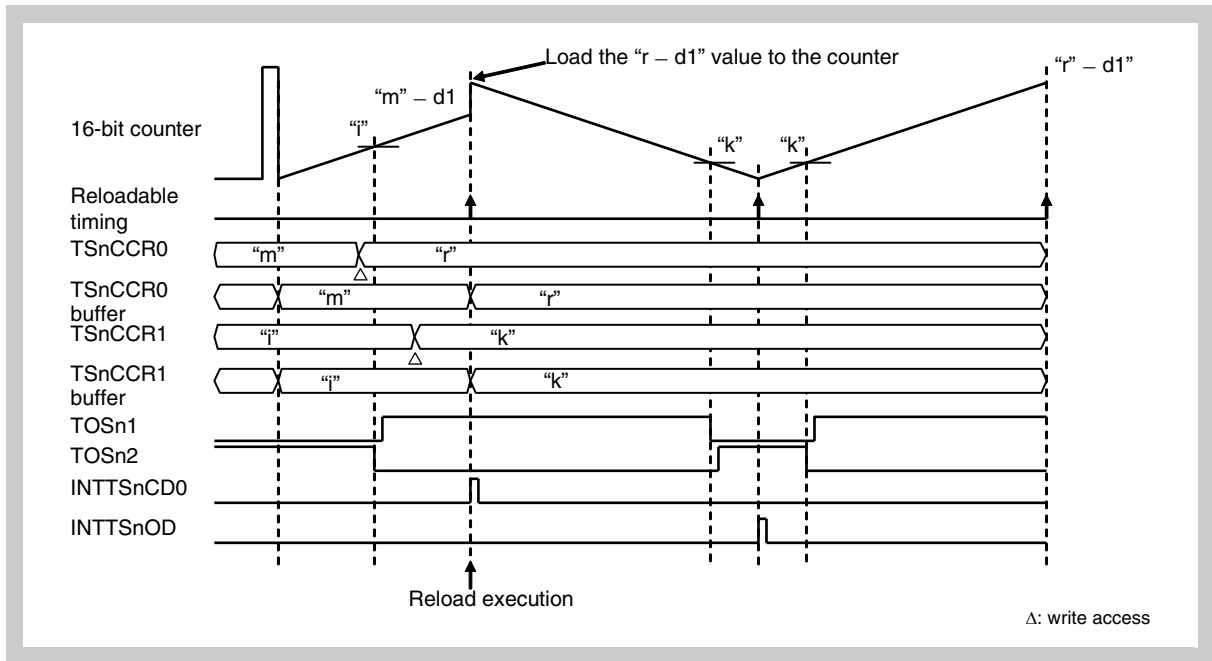 Load the “r – d1” value to the counter
“r” – d1”
“m” – d1
16-bit counter
“i”
“k”
“k”
Reloadable
timing
TSnCCR0
“m”
“r”
TSnCCR0
buffer
“m”
“r”
TSnCCR1
“i”
“k”
TSnCCR1
buffer
“i”
“k”
TOSn1
TOSn2
INTTSnCD0
INTTSnOD
Reload execution
Δ: write access